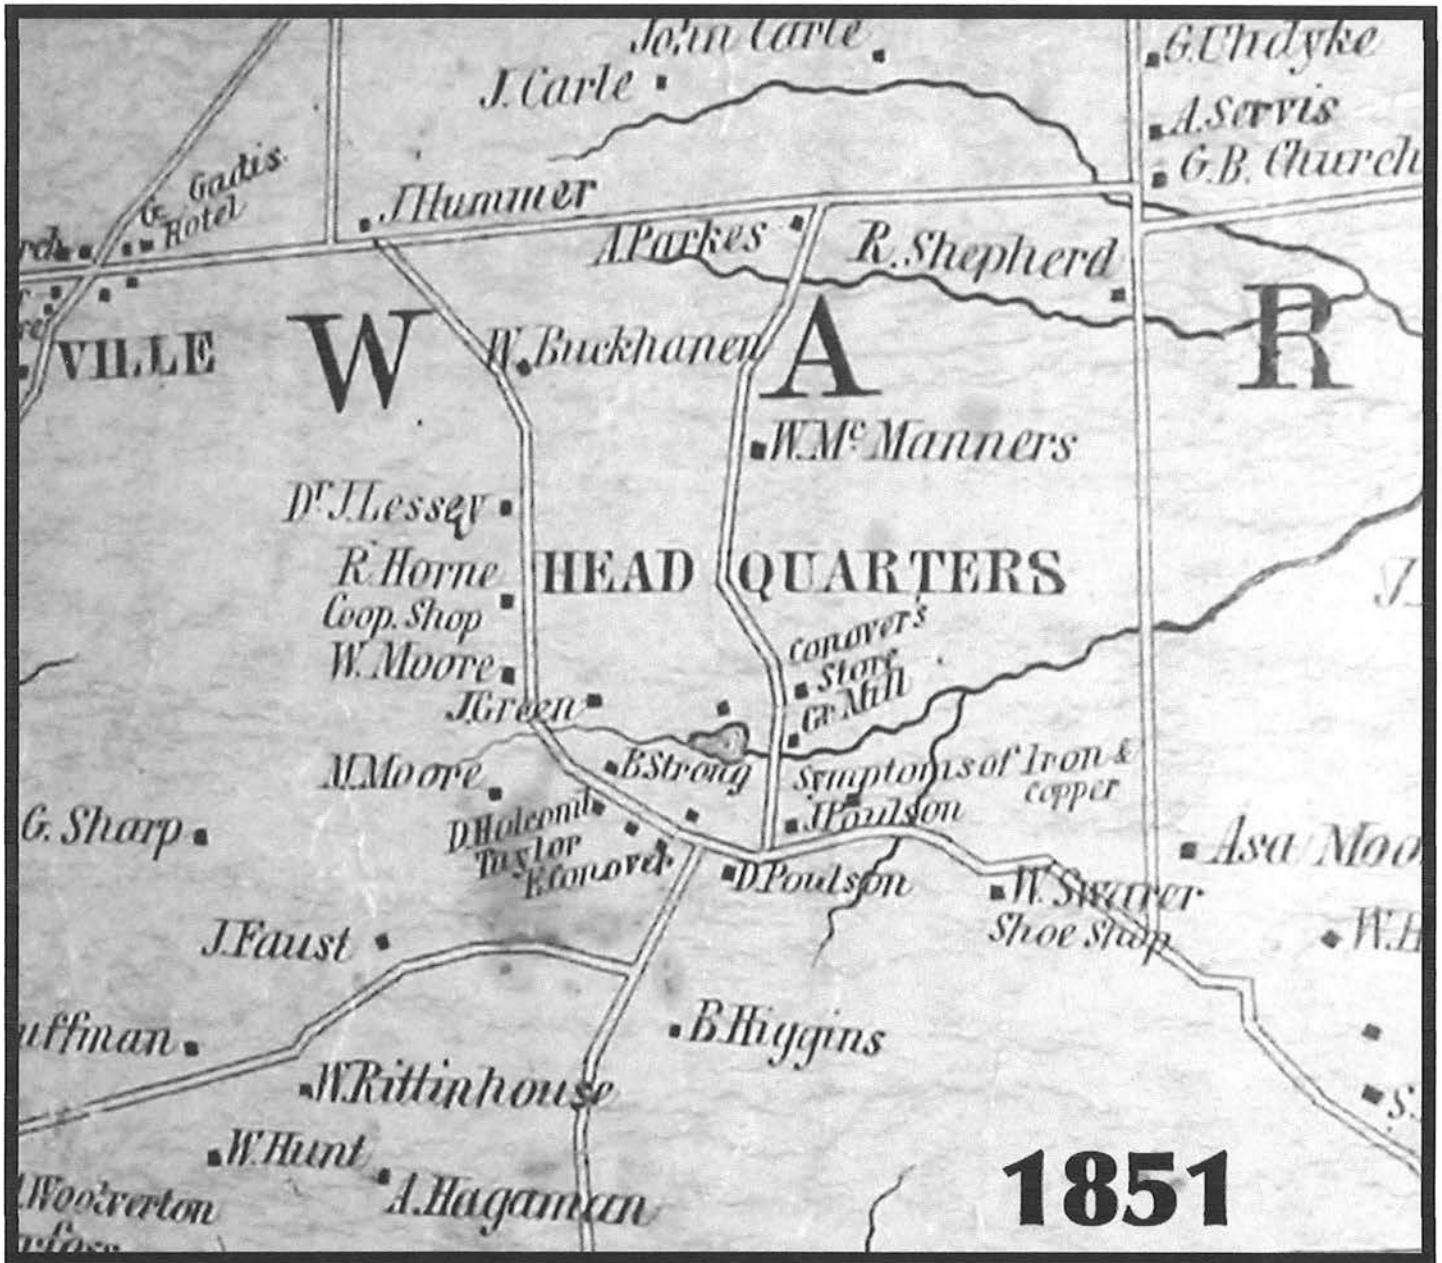 John Carle
G. Updyke
J. Carle
A. Servis
G. B. Church
Gadis
Hotel
J. Hummer
rch
A. Parkes
R. Shepherd
VILLE
W A R
W. Buckhanen
W. Mc Manners
Dr. J. Lessey
HEAD QUARTERS
R. Horne
Coop. Shop
Conover's
Store
Gr. Mill
W. Moore
J. Green
M. Moore
B. Strong
Symptoms of Iron &
copper
D. Holcomb
J. Poulson
G. Sharp
Taylor
E. Conover
Asa Moo
D. Poulson
W. Swarer
Shoe Shop
J. Faust
W. H
B. Higgins
uffman
W. Rittinhouse
S.
W. Hunt
A. Hagaman
Woolverton
1851